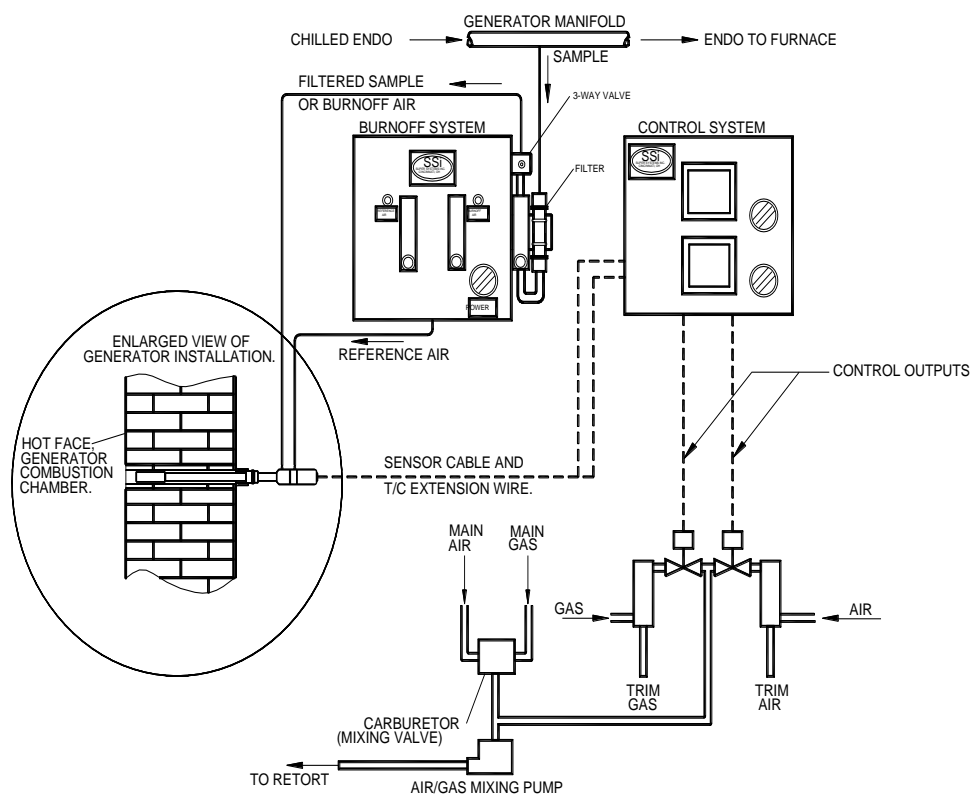 GENERATOR MANIFOLD
CHILLED ENDO
ENDO TO FURNACE
SAMPLE
FILTERED SAMPLE
OR BURNOFF AIR
3-WAY VALVE
BURNOFF SYSTEM
CONTROL SYSTEM
SSi
SSi
FILTER
POWER
REFERENCE AIR
ENLARGED VIEW OF
GENERATOR INSTALLATION.
CONTROL OUTPUTS
HOT FACE,
GENERATOR
COMBUSTION
CHAMBER.
SENSOR CABLE AND
T/C EXTENSION WIRE.
MAIN
AIR
MAIN
GAS
GAS
AIR
TRIM
GAS
TRIM
AIR
CARBURETOR
(MIXING VALVE)
TO RETORT
AIR/GAS MIXING PUMP